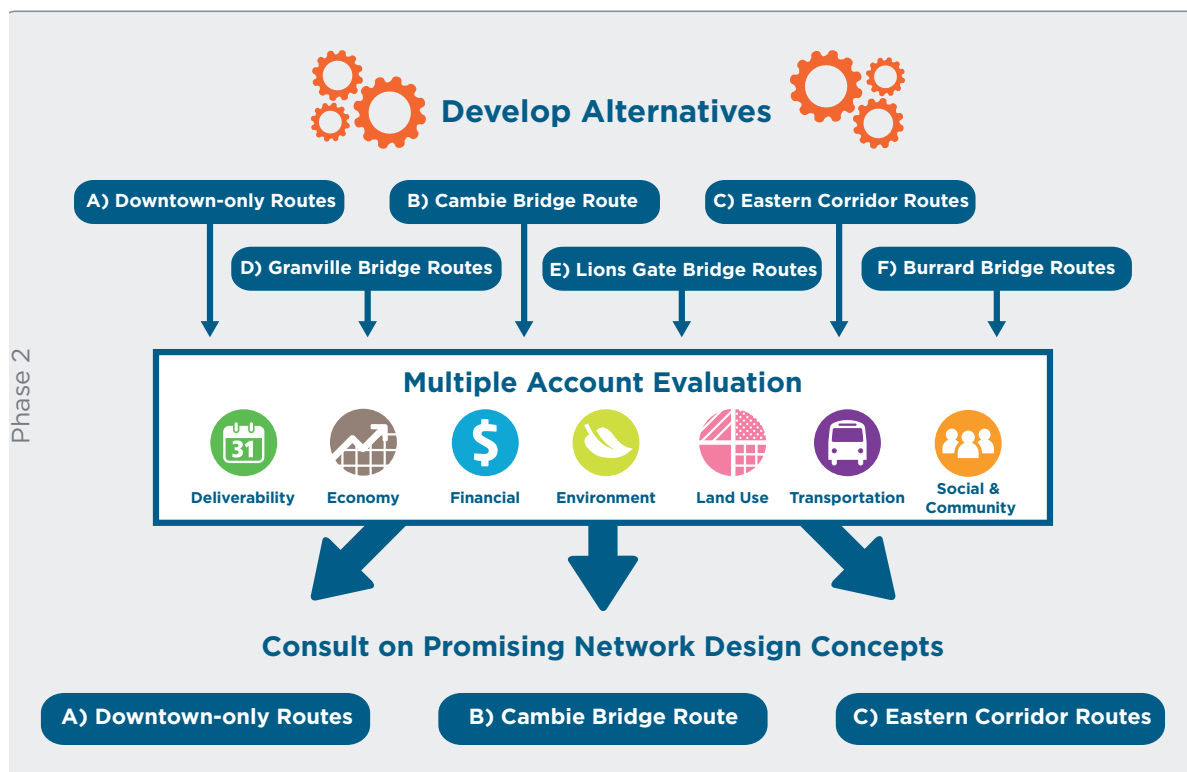 Develop Alternatives
A) Downtown-only Routes
B) Cambie Bridge Route
C) Eastern Corridor Routes
D) Granville Bridge Routes
E) Lions Gate Bridge Routes
F) Burrard Bridge Routes
Phase 2
Multiple Account Evaluation
31
$
Deliverability
Economy
Financial
Environment
Land Use
Transportation
Social &
Community
Consult on Promising Network Design Concepts
A) Downtown-only Routes
B) Cambie Bridge Route
C) Eastern Corridor Routes